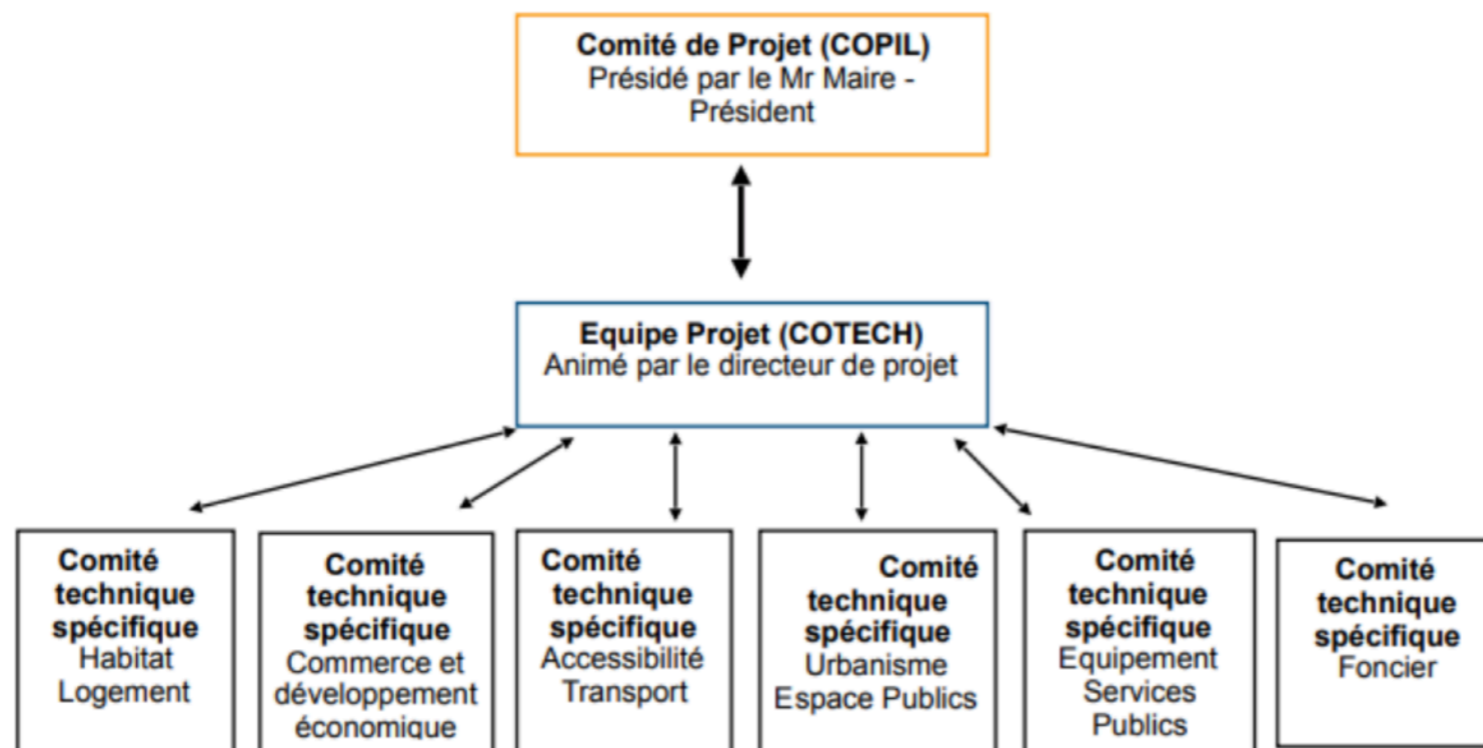 Comité de Projet (COPIL)
Présidé par le Mr Maire -
Président
Equipe Projet (COTECH)
Animé par le directeur de projet
Comité
technique
spécifique
Habitat
Logement
Comité
technique
spécifique
Commerce et
développement
économique
Comité
technique
spécifique
Accessibilité
Transport
Comité
technique
spécifique
Urbanisme
Espace Publics
Comité
technique
spécifique
Equipement
Services
Publics
Comité
technique
spécifique
Foncier